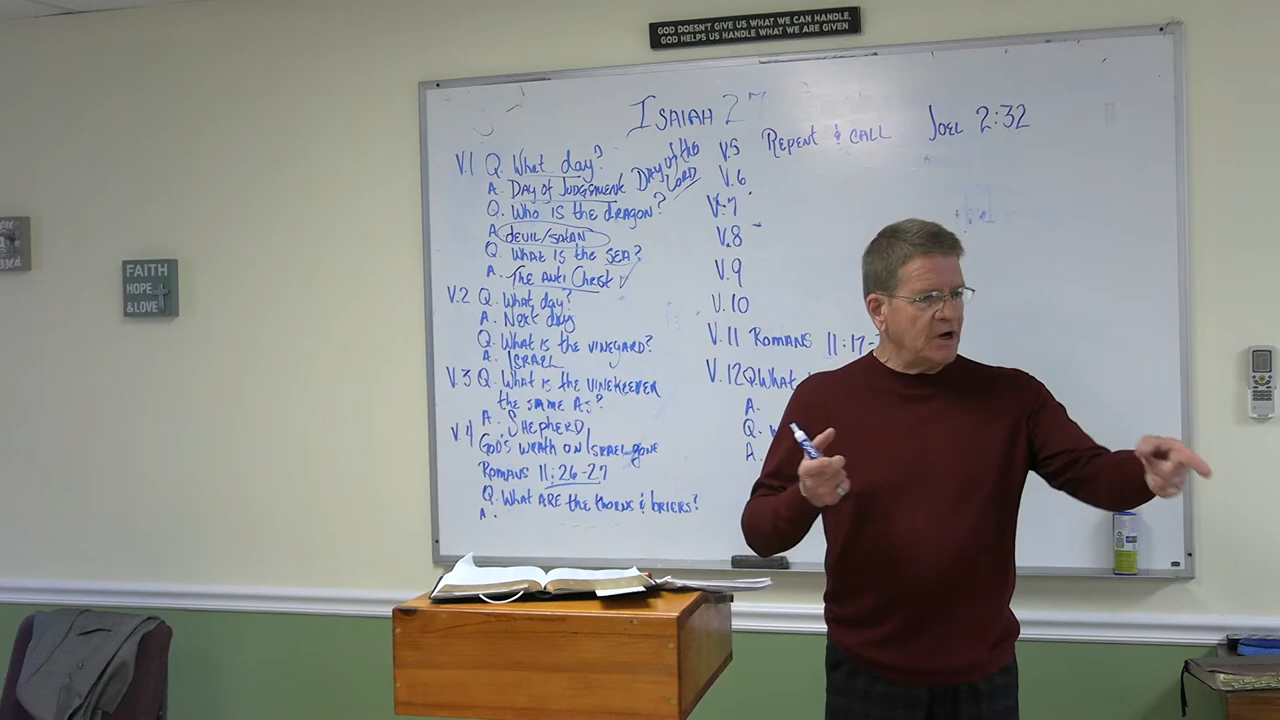 GOD DOESN'T GIVE US WHAT WE CAN HANDLE,
GOD HELPS US HANDLE WHAT WE ARE GIVEN
FAITH
HOPE
& LOVE
ISAIAH 27
V.1 Q. What day?
A. DAY OF JUDGEMENT DAY of the LORD
Q. WHO IS the dRAGON?
A. dEVIL/SATAN
Q. WHAT IS the SEA?
A. THE ANTI CHRIST
V.2 Q. WHAT day?
A. NEXT day
Q. WHAT IS the VINEYARD?
A. ISRAEL
V.3 Q. WHAT IS the VINEKEEPER
the SAME AS?
A. SHEPHERD
V.4 GOD'S WRATH ON ISRAEL gONE
ROMANS 11:26-27
Q. WHAT ARE the thORNS & bRIERS?
A.
V.5 REPENT & CALL JOEL 2:32
V.6
V.7
V.8
V.9
V.10
V.11 ROMANS 11:17-
V.12 Q. WHAT
A.
Q.
A.